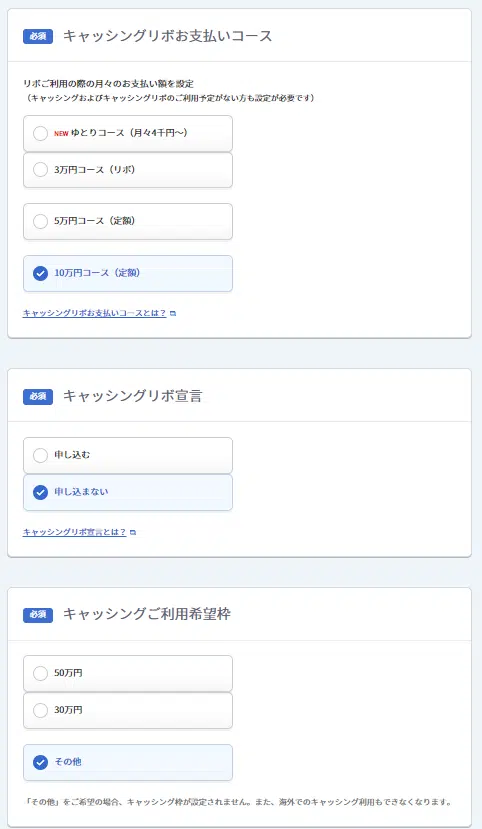 必須 キャッシングリボお支払いコース
リボご利用の際の月々のお支払い額を設定
（キャッシングおよびキャッシングリボのご利用予定がない方も設定が必要です）
NEW ゆとりコース（月々4千円〜）
3万円コース（リボ）
5万円コース（定額）
10万円コース（定額）
キャッシングリボお支払いコースとは？
必須 キャッシングリボ宣言
申し込む
申し込まない
キャッシングリボ宣言とは？
必須 キャッシングご利用希望枠
50万円
30万円
その他
「その他」をご希望の場合、キャッシング枠が設定されません。また、海外でのキャッシング利用もできなくなります。